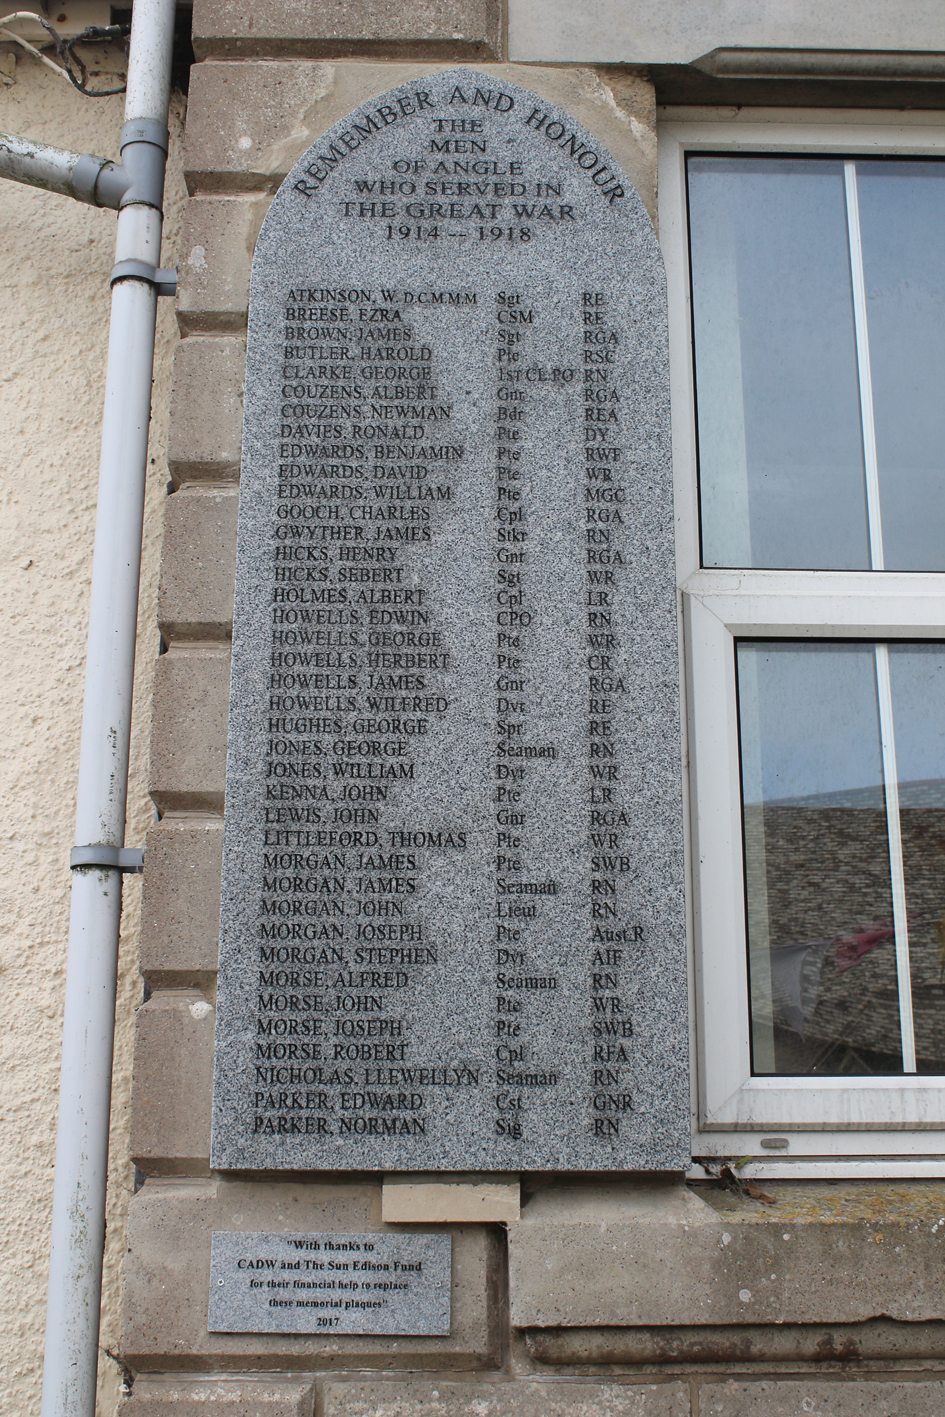 REMEMBER AND HONOUR
THE
MEN
OF ANGLE
WHO SERVED IN
THE GREAT WAR
1914 -- 1918
ATKINSON, W. D.C.M M.M Sgt RE
BREESE, EZRA CSM RE
BROWN, JAMES Sgt RGA
BUTLER, HAROLD Pte RSC
CLARKE, GEORGE 1ST CL.PO RN
COUZENS, ALBERT Gnr RGA
COUZENS, NEWMAN Bdr REA
DAVIES, RONALD Pte DY
EDWARDS, BENJAMIN Pte RWF
EDWARDS, DAVID Pte WR
EDWARDS, WILLIAM Pte MGC
GOOCH, CHARLES Cpl RGA
GWYTHER, JAMES Stkr RN
HICKS, HENRY Gnr RGA
HICKS, SEBERT Sgt WR
HOLMES, ALBERT Cpl LR
HOWELLS, EDWIN CPO RN
HOWELLS, GEORGE Pte WR
HOWELLS, HERBERT Pte CR
HOWELLS, JAMES Gnr RGA
HOWELLS, WILFRED Dvr RE
HUGHES, GEORGE Spr RE
JONES, GEORGE Seaman RN
JONES, WILLIAM Dyr WR
KENNA, JOHN Pte LR
LEWIS, JOHN Gnr RGA
LITTLEFORD, THOMAS Pte WR
MORGAN, JAMES Pte SWB
MORGAN, JAMES Seaman RN
MORGAN, JOHN Lieut RN
MORGAN, JOSEPH Pte Aust.R
MORGAN, STEPHEN Dvr AIF
MORSE, ALFRED Seaman RN
MORSE, JOHN Pte WR
MORSE, JOSEPH Pte SWB
MORSE, ROBERT Cpl RFA
NICHOLAS, LLEWELLYN Seaman RN
PARKER, EDWARD Cst GNR
PARKER, NORMAN Sig RN
"With thanks to
CADW and The Sun Edison Fund
for their financial help to replace
these memorial plaques"
2017